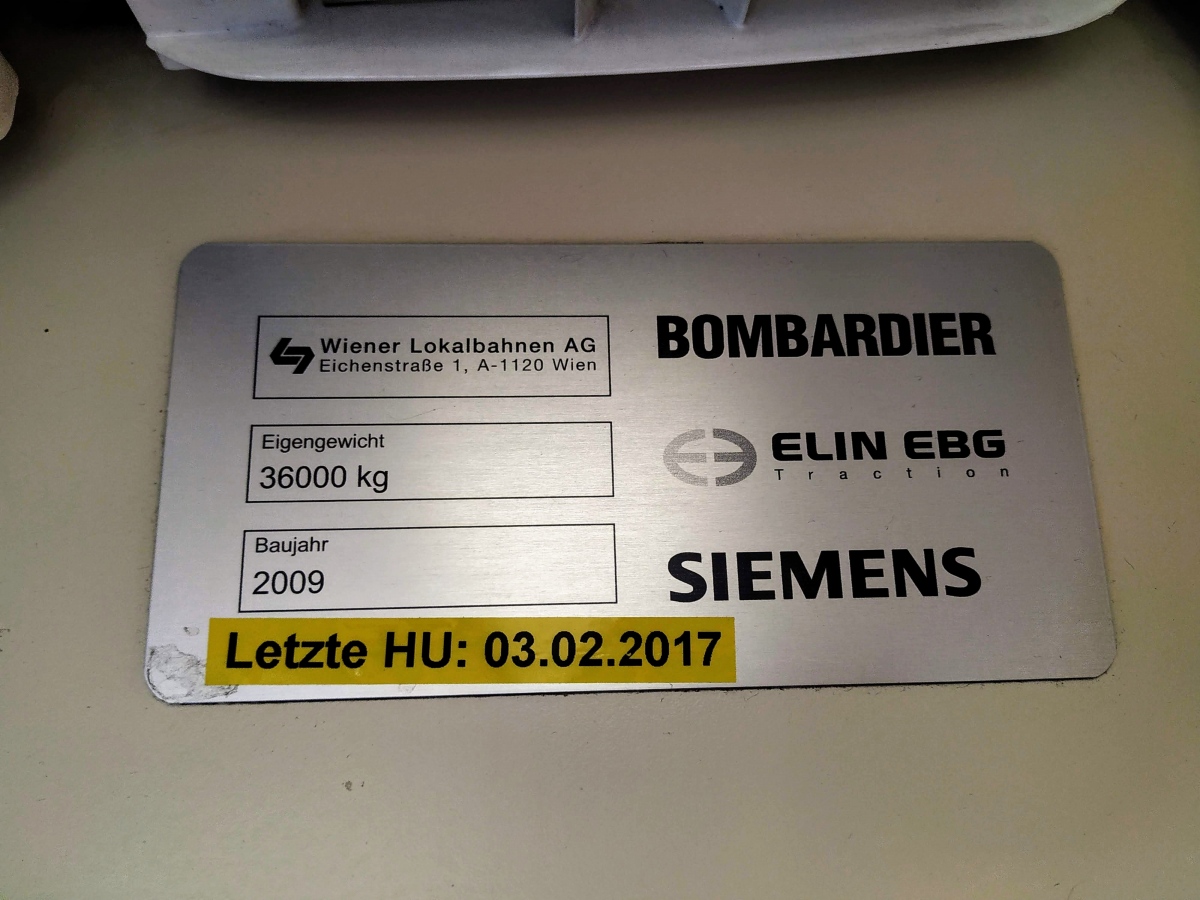 Wiener Lokalbahnen AG
Eichenstraße 1, A-1120 Wien
Eigengewicht
36000 kg
Baujahr
2009
Letzte HU: 03.02.2017
BOMBARDIER
ELIN EBG
Traction
SIEMENS